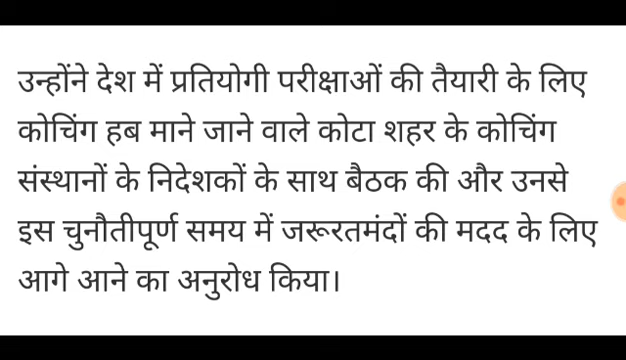 उन्होंने देश में प्रतियोगी परीक्षाओं की तैयारी के लिए
कोचिंग हब माने जाने वाले कोटा शहर के कोचिंग
संस्थानों के निदेशकों के साथ बैठक की और उनसे
इस चुनौतीपूर्ण समय में जरूरतमंदों की मदद के लिए
आगे आने का अनुरोध किया।